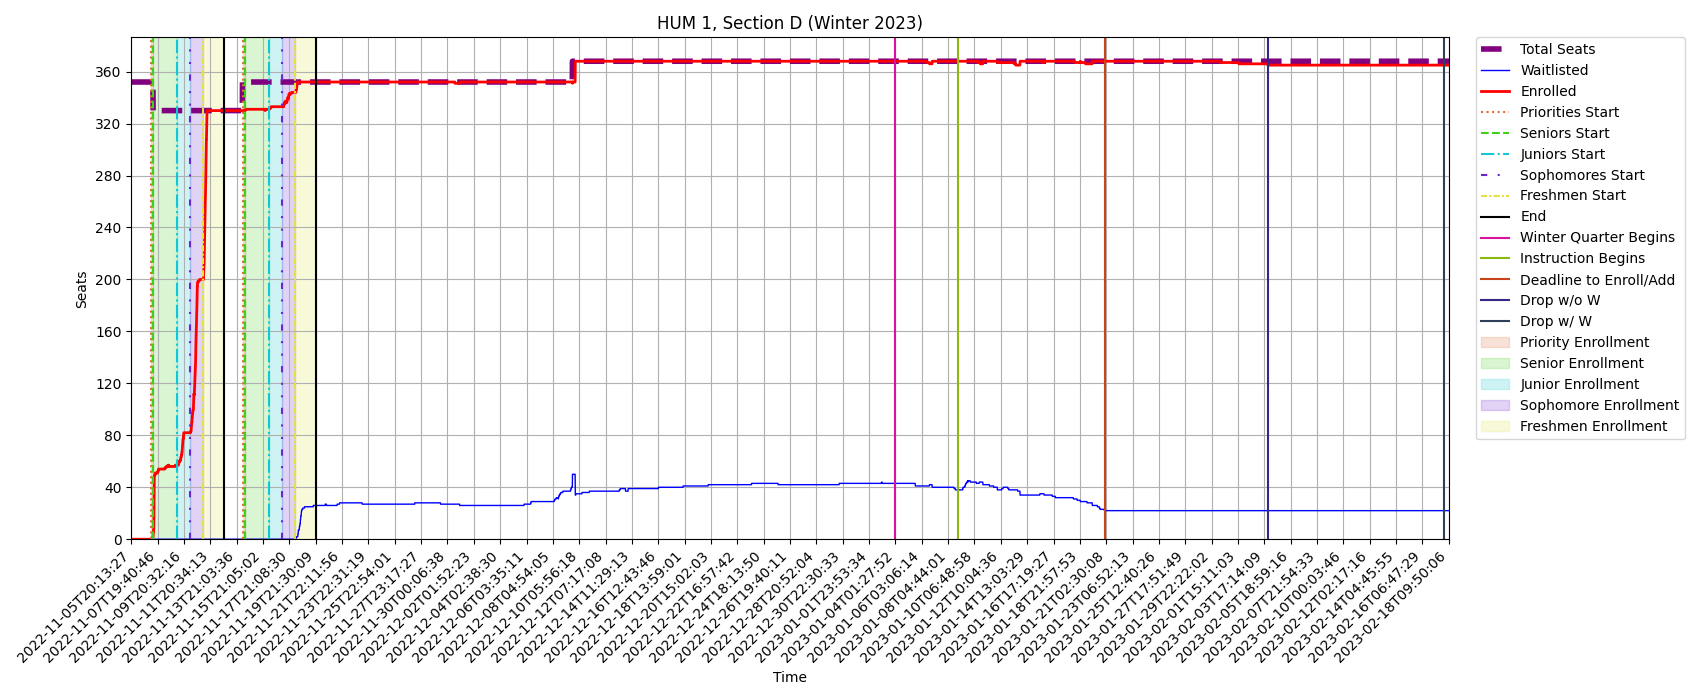 HUM 1, Section D (Winter 2023)
Seats
360
320
280
240
200
160
120
80
40
0
2022-11-05T20:13:27
2022-11-07T19:40:46
2022-11-09T20:32:16
2022-11-11T20:34:13
2022-11-13T21:03:36
2022-11-15T21:05:02
2022-11-17T21:08:30
2022-11-19T21:30:09
2022-11-21T22:11:56
2022-11-23T22:31:19
2022-11-25T22:54:01
2022-11-27T23:17:27
2022-11-30T00:06:38
2022-12-02T01:52:23
2022-12-04T02:38:30
2022-12-06T03:35:11
2022-12-08T04:54:05
2022-12-10T05:56:18
2022-12-12T07:17:08
2022-12-14T11:29:13
2022-12-16T12:43:46
2022-12-18T13:59:01
2022-12-20T15:02:03
2022-12-22T16:57:42
2022-12-24T18:13:50
2022-12-26T19:40:11
2022-12-28T20:52:04
2022-12-30T22:30:33
2023-01-01T23:53:34
2023-01-04T01:27:52
2023-01-06T03:06:14
2023-01-08T04:44:01
2023-01-10T06:48:58
2023-01-12T10:04:36
2023-01-14T13:03:29
2023-01-16T17:19:27
2023-01-18T21:57:53
2023-01-21T02:30:08
2023-01-23T06:52:13
2023-01-25T12:40:26
2023-01-27T17:51:49
2023-01-29T22:22:02
2023-02-01T15:11:03
2023-02-03T17:14:09
2023-02-05T18:59:16
2023-02-07T21:54:33
2023-02-10T00:03:46
2023-02-12T02:17:16
2023-02-14T04:45:55
2023-02-16T06:47:29
2023-02-18T09:50:06
Time
Total Seats
Waitlisted
Enrolled
Priorities Start
Seniors Start
Juniors Start
Sophomores Start
Freshmen Start
End
Winter Quarter Begins
Instruction Begins
Deadline to Enroll/Add
Drop w/o W
Drop w/ W
Priority Enrollment
Senior Enrollment
Junior Enrollment
Sophomore Enrollment
Freshmen Enrollment